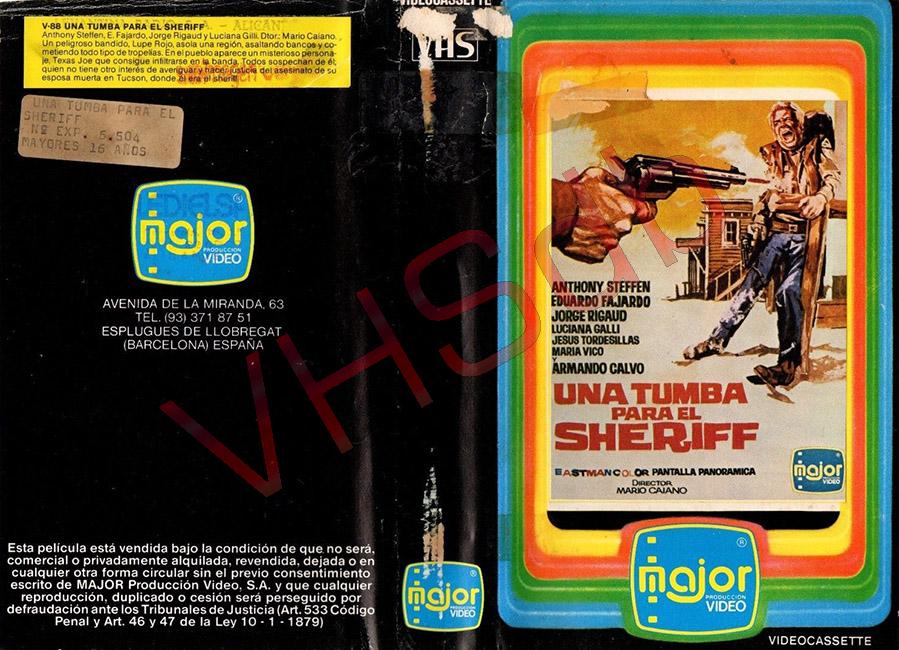 V-88 UNA TUMBA PARA EL SHERIFF
Anthony Steffen, E. Fajardo, Jorge Rigaud y Luciana Gilli. Dtor.: Mario Caiano.
Un peligroso bandido, Lupe Rojo, asola una región, asaltando bancos y co-
metiendo todo tipo de tropelías. En el pueblo aparece un misterioso persona-
je, Texas Joe que consigue infiltrarse en la banda. Todos sospechan de él;
quien no tiene otro interés de averiguar y hacer justicia del asesinato de su
esposa muerta en Tucson, donde él era el sheriff.
UNA TUMBA PARA EL
SHERIFF
Nº EXP. 5.504
MAYORES 16 AÑOS
major
PRODUCCION
VIDEO
AVENIDA DE LA MIRANDA, 63
TEL. (93) 371 87 51
ESPLUGUES DE LLOBREGAT
(BARCELONA) ESPAÑA
Esta película está vendida bajo la condición de que no será,
comercial o privadamente alquilada, revendida, dejada o en
cualquier otra forma circular sin el previo consentimiento
escrito de MAJOR Producción Video, S.A. y que cualquier
reproducción, duplicado o cesión será perseguido por
defraudación ante los Tribunales de Justicia (Art. 533 Código
Penal y Art. 46 y 47 de la Ley 10 - 1 - 1879)
VIDEOCASSETTE
VHS
major
PRODUCCION
VIDEO
ANTHONY STEFFEN
EDUARDO FAJARDO
JORGE RIGAUD
LUCIANA GALLI
JESUS TORDESILLAS
MARIA VICO
Y
ARMANDO CALVO
UNA TUMBA
PARA EL
SHERIFF
EASTMANCOLOR PANTALLA PANORAMICA
DIRECTOR
MARIO CAIANO
major
VIDEO
major
PRODUCCION
VIDEO
VIDEOCASSETTE